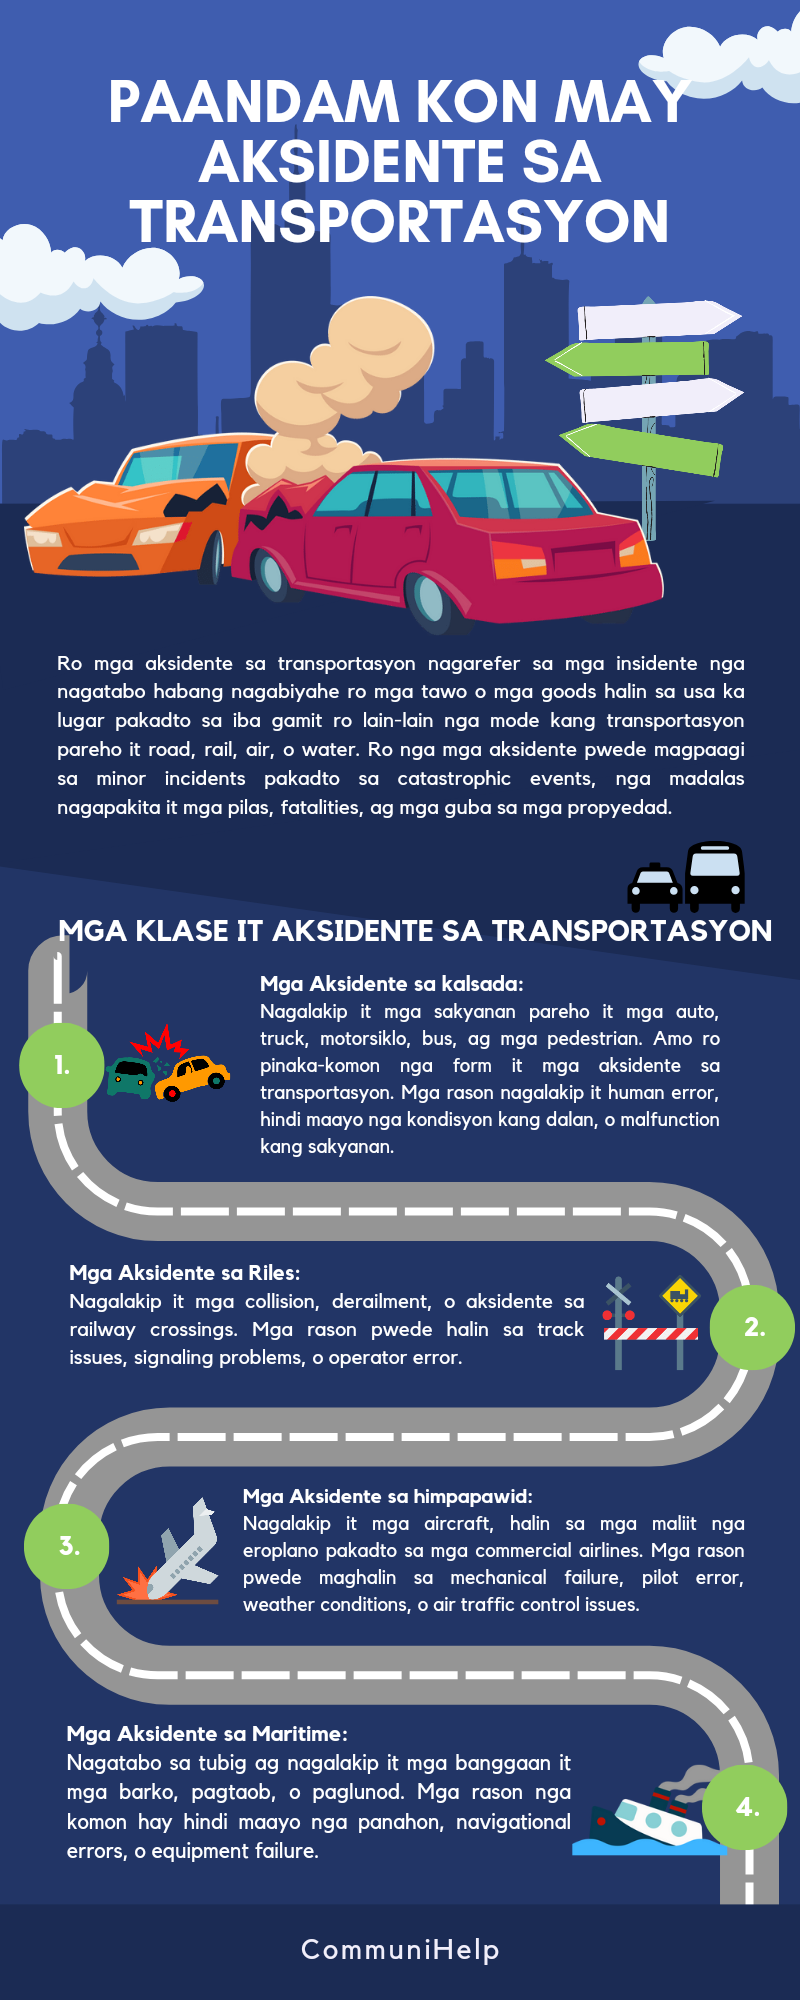 PAANDAM KON MAY
AKSIDENTE SA
TRANSPORTASYON
Ro mga aksidente sa transportasyon nagarefer sa mga insidente nga
nagatabo habang nagabiyahe ro mga tawo o mga goods halin sa usa ka
lugar pakadto sa iba gamit ro lain-lain nga mode kang transportasyon
pareho it road, rail, air, o water. Ro nga mga aksidente pwede magpaagi
sa minor incidents pakadto sa catastrophic events, nga madalas
nagapakita it mga pilas, fatalities, ag mga guba sa mga propyedad.
MGA KLASE IT AKSIDENTE SA TRANSPORTASYON
1.
Mga Aksidente sa kalsada:
Nagalakip it mga sakyanan pareho it mga auto,
truck, motorsiklo, bus, ag mga pedestrian. Amo ro
pinaka-komon nga form it mga aksidente sa
transportasyon. Mga rason nagalakip it human error,
hindi maayo nga kondisyon kang dalan, o malfunction
kang sakyanan.
2.
Mga Aksidente sa Riles:
Nagalakip it mga collision, derailment, o aksidente sa
railway crossings. Mga rason pwede halin sa track
issues, signaling problems, o operator error.
3.
Mga Aksidente sa himpapawid:
Nagalakip it mga aircraft, halin sa mga maliit nga
eroplano pakadto sa mga commercial airlines. Mga rason
pwede maghalin sa mechanical failure, pilot error,
weather conditions, o air traffic control issues.
4.
Mga Aksidente sa Maritime:
Nagatabo sa tubig ag nagalakip it mga banggaan it
mga barko, pagtaob, o paglunod. Mga rason nga
komon hay hindi maayo nga panahon, navigational
errors, o equipment failure.
CommuniHelp